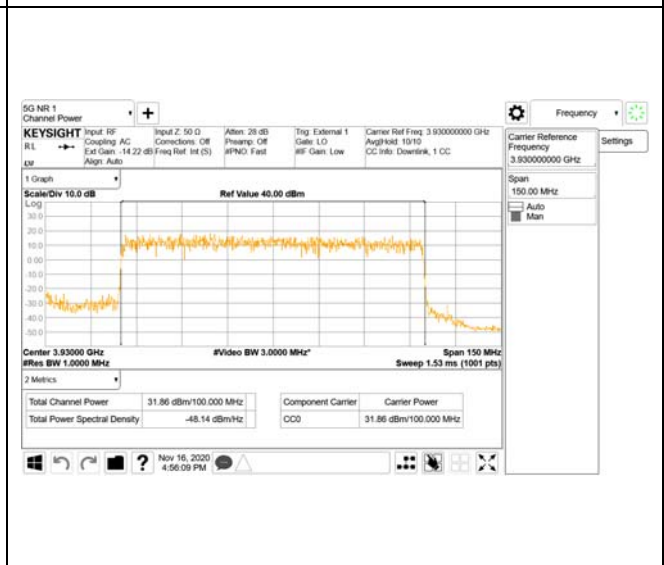 5G NR 1
Channel Power
+
Frequency
KEYSIGHT
RL
Input: RF
Coupling: AC
Ext Gain: -14.22 dB
Align: Auto
Input Z: 50 Ω
Corrections: Off
Freq Ref: Int (S)
Atten: 28 dB
Preamp: Off
#PNO: Fast
Trig: External 1
Gate: LO
#IF Gain: Low
Carrier Ref Freq: 3.930000000 GHz
Avg|Hold: 10/10
CC Info: Downlink, 1 CC
Carrier Reference
Frequency
3.930000000 GHz
Settings
Span
150.00 MHz
Auto
Man
1 Graph
Scale/Div 10.0 dB
Ref Value 40.00 dBm
Log
30.0
20.0
10.0
0.00
-10.0
-20.0
-30.0
-40.0
-50.0
Center 3.93000 GHz
#Video BW 3.0000 MHz*
Span 150 MHz
#Res BW 1.0000 MHz
Sweep 1.53 ms (1001 pts)
2 Metrics
Total Channel Power 31.86 dBm/100.000 MHz
Total Power Spectral Density -48.14 dBm/Hz
Component Carrier Carrier Power
CC0 31.86 dBm/100.000 MHz
?
Nov 16, 2020
4:56:09 PM